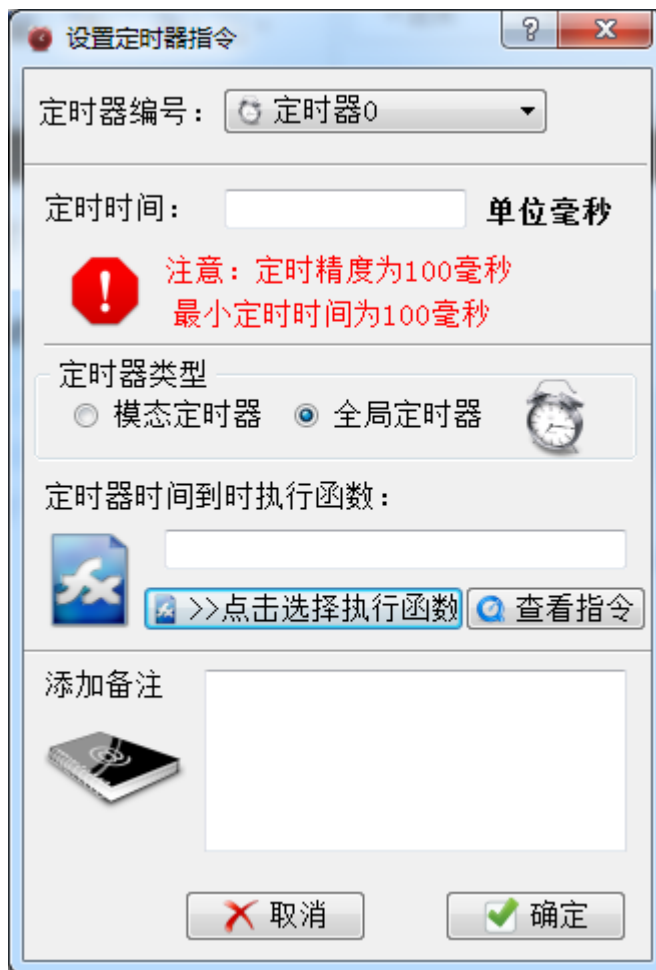 设置定时器指令
定时器编号： 定时器0
定时时间： 单位毫秒
注意：定时精度为100毫秒
最小定时时间为100毫秒
定时器类型
模态定时器 全局定时器
定时器时间到时执行函数：
>>点击选择执行函数 查看指令
添加备注
取消 确定